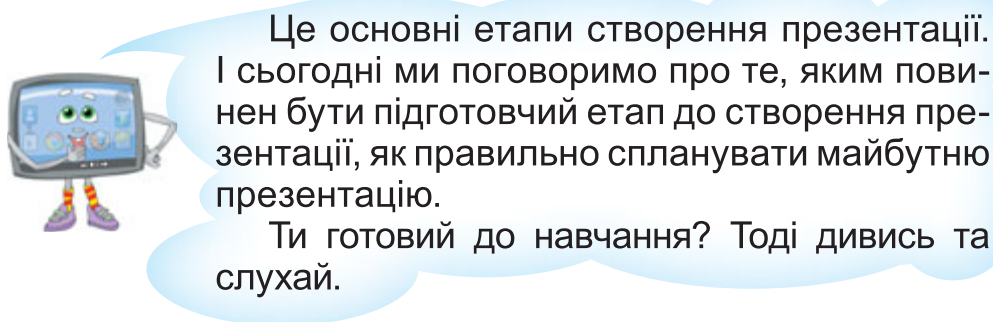 Це основні етапи створення презентації.
І сьогодні ми поговоримо про те, яким пови-
нен бути підготовчий етап до створення пре-
зентації, як правильно спланувати майбутню
презентацію.
Ти готовий до навчання? Тоді дивись та
слухай.